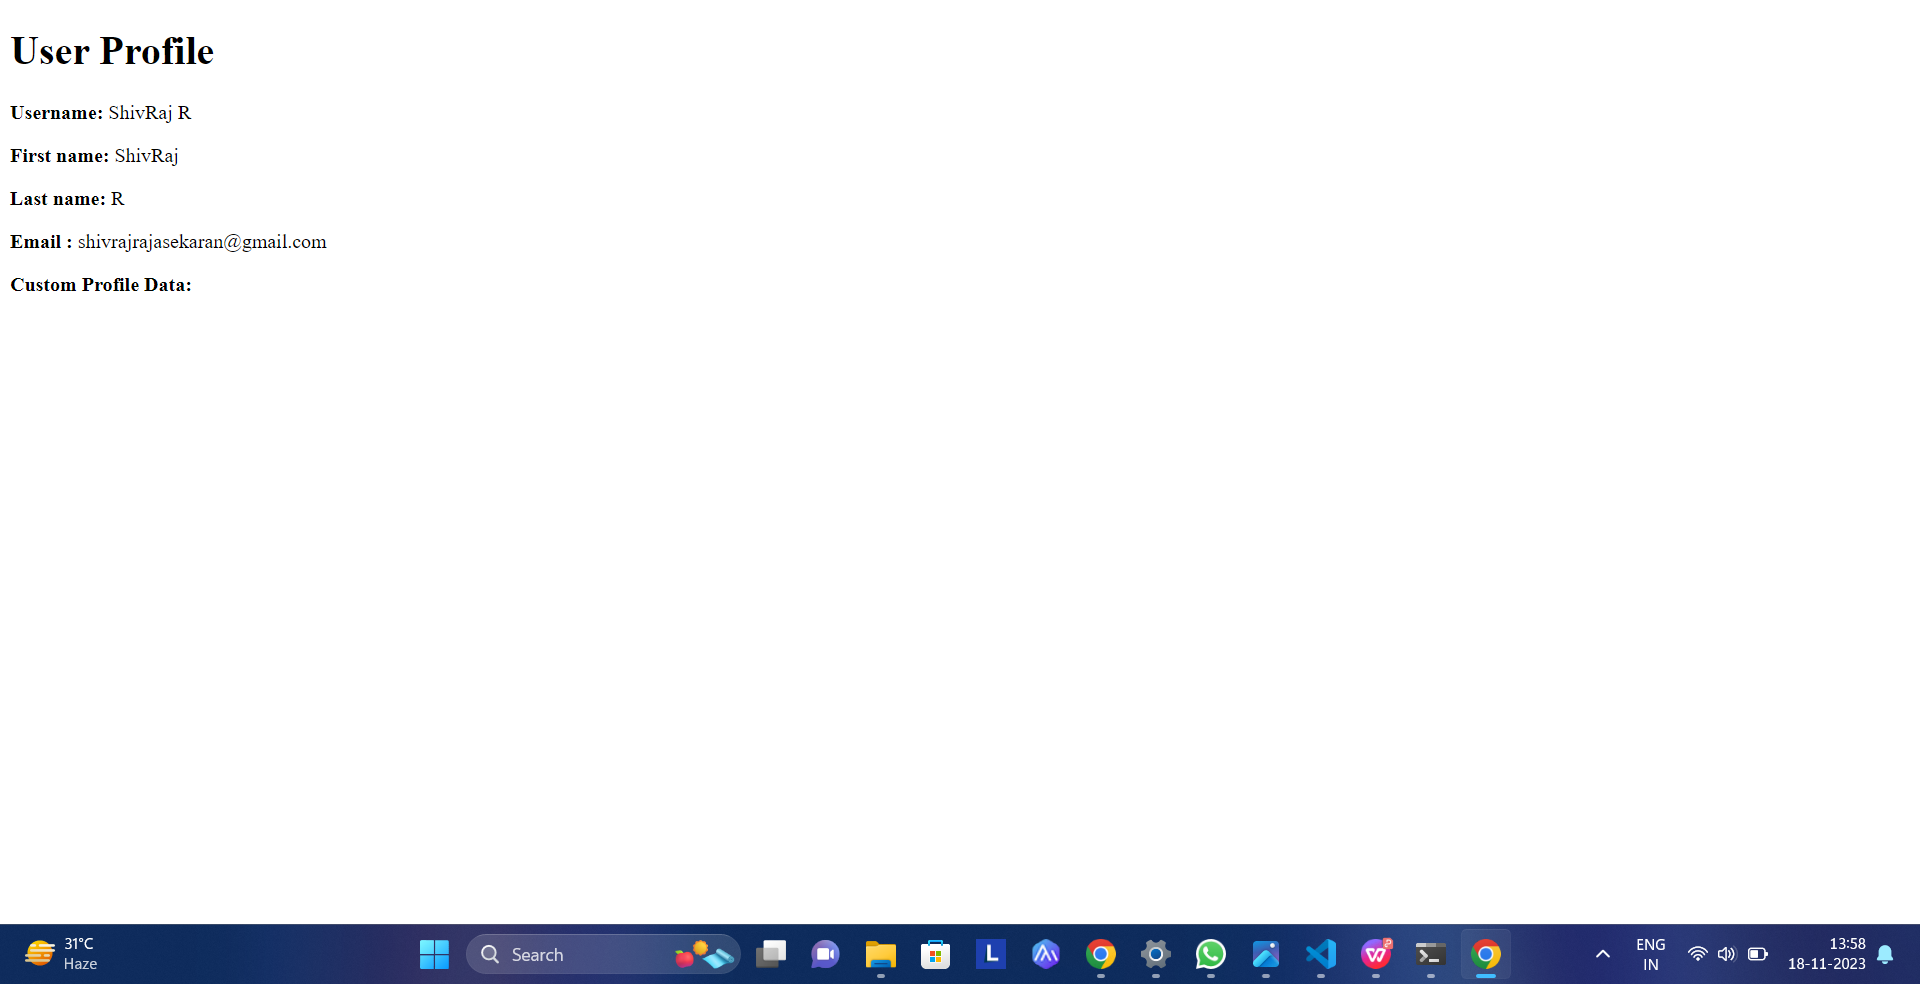 User Profile
Username: ShivRaj R
First name: ShivRaj
Last name: R
Email : shivrajrajasekaran@gmail.com
Custom Profile Data:
31°C
Haze
Search
L
ENG
IN
13:58
18-11-2023